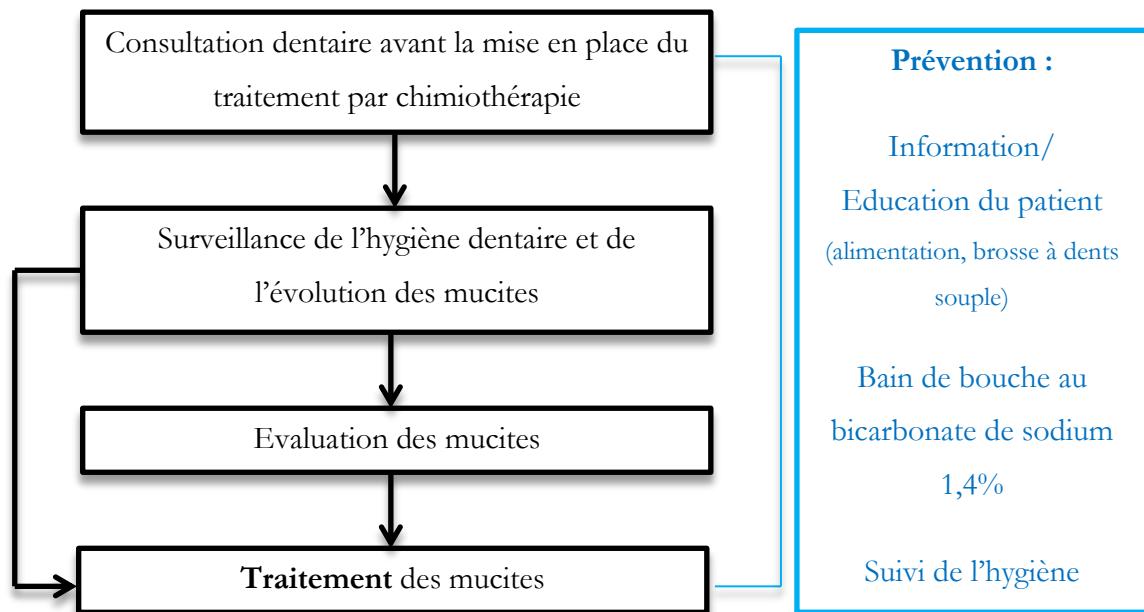 Consultation dentaire avant la mise en place du
traitement par chimiothérapie
Surveillance de l’hygiène dentaire et de
l’évolution des mucites
Evaluation des mucites
Traitement des mucites
Prévention :
Information/
Education du patient
(alimentation, brosse à dents
souple)
Bain de bouche au
bicarbonate de sodium
1,4%
Suivi de l’hygiène